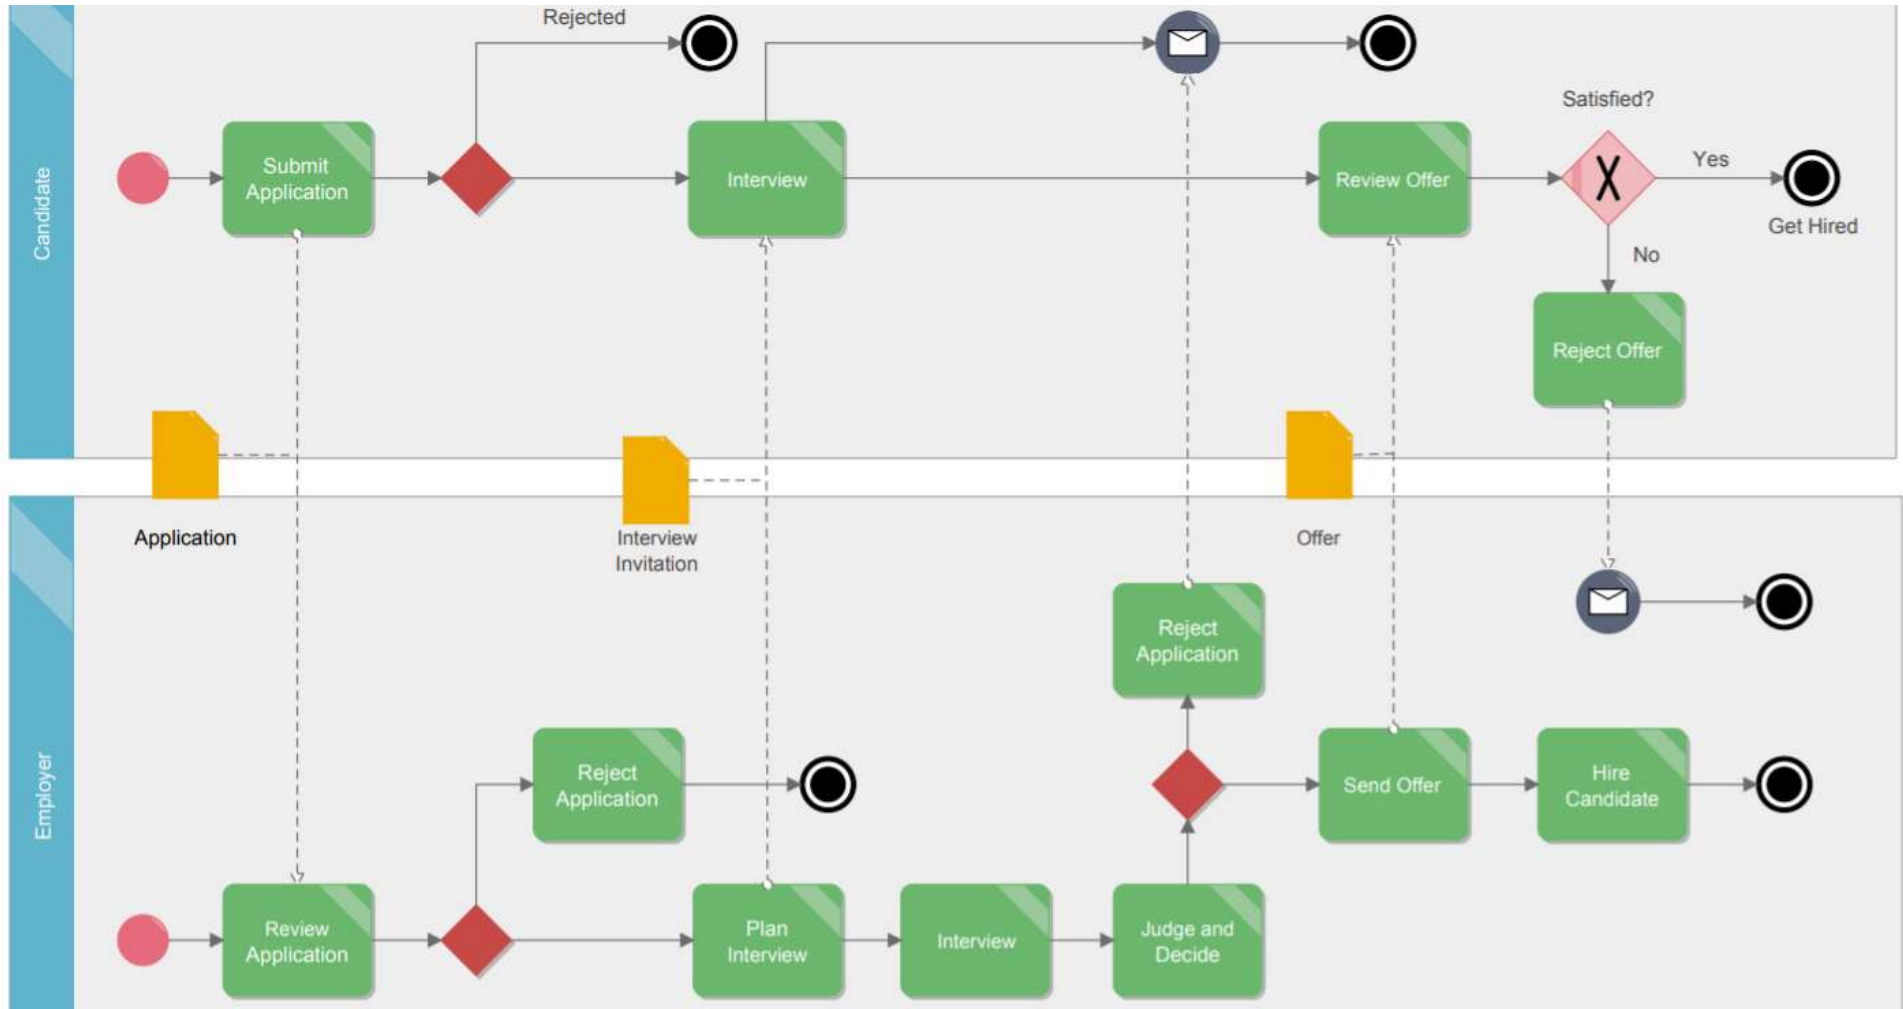 Rejected
Satisfied?
Submit
Application
Interview
Review Offer
Yes
Get Hired
No
Reject Offer
Candidate
Application
Interview
Invitation
Offer
Reject
Application
Reject
Application
Send Offer
Hire
Candidate
Employer
Review
Application
Plan
Interview
Interview
Judge and
Decide